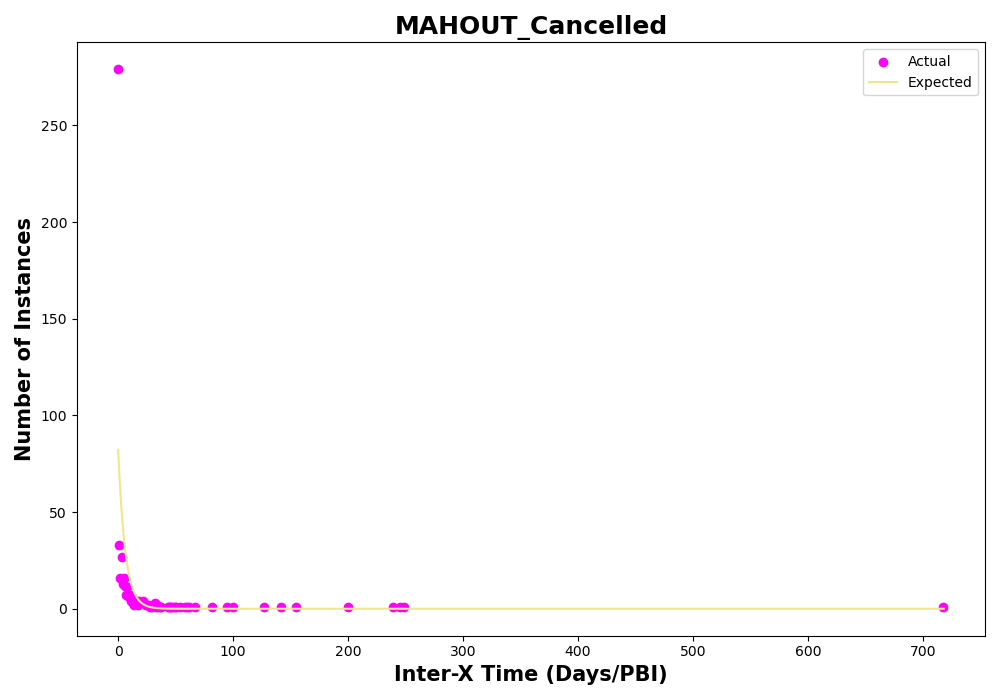 MAHOUT_Cancelled
Actual
Expected
Number of Instances
250
200
150
100
50
0
0 100 200 300 400 500 600 700
Inter-X Time (Days/PBI)